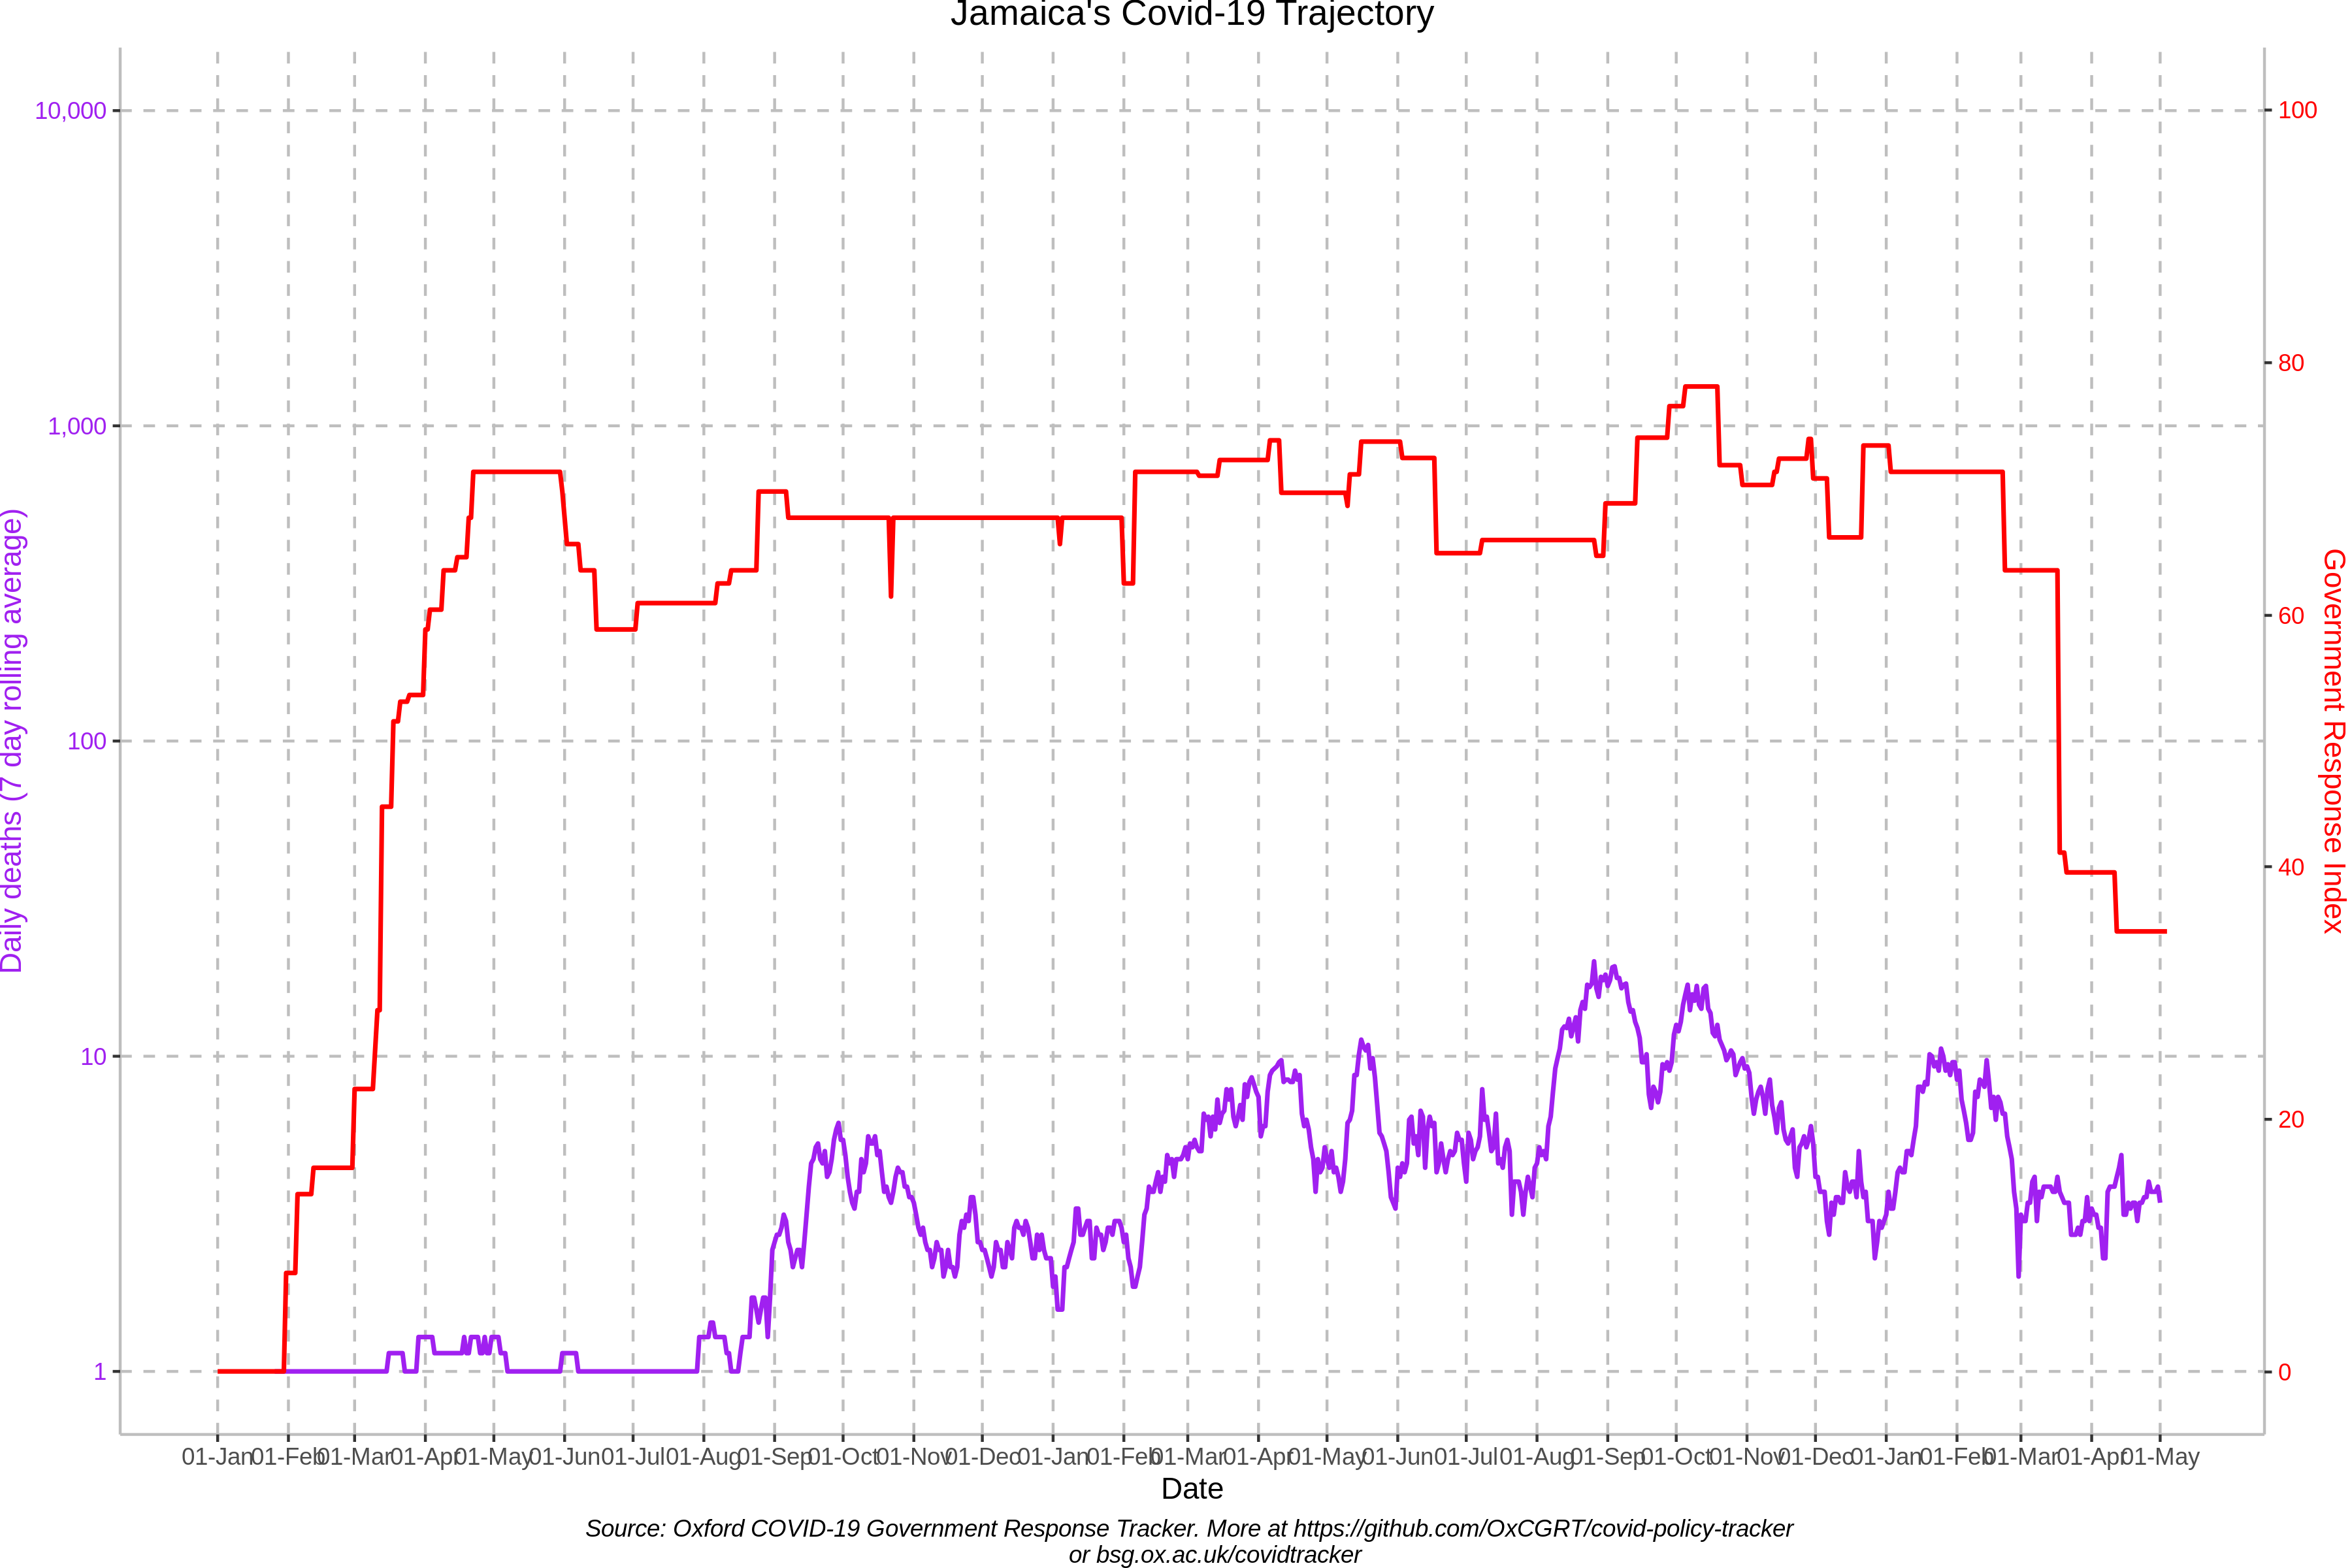 Jamaica's Covid-19 Trajectory
10,000
1,000
100
10
1
Daily deaths (7 day rolling average)
100
80
60
40
20
0
Government Response Index
01-Jan 01-Feb 01-Mar 01-Apr 01-May 01-Jun 01-Jul 01-Aug 01-Sep 01-Oct 01-Nov 01-Dec 01-Jan 01-Feb 01-Mar 01-Apr 01-May 01-Jun 01-Jul 01-Aug 01-Sep 01-Oct 01-Nov 01-Dec 01-Jan 01-Feb 01-Mar 01-Apr 01-May
Date
Source: Oxford COVID-19 Government Response Tracker. More at https://github.com/OxCGRT/covid-policy-tracker
or bsg.ox.ac.uk/covidtracker